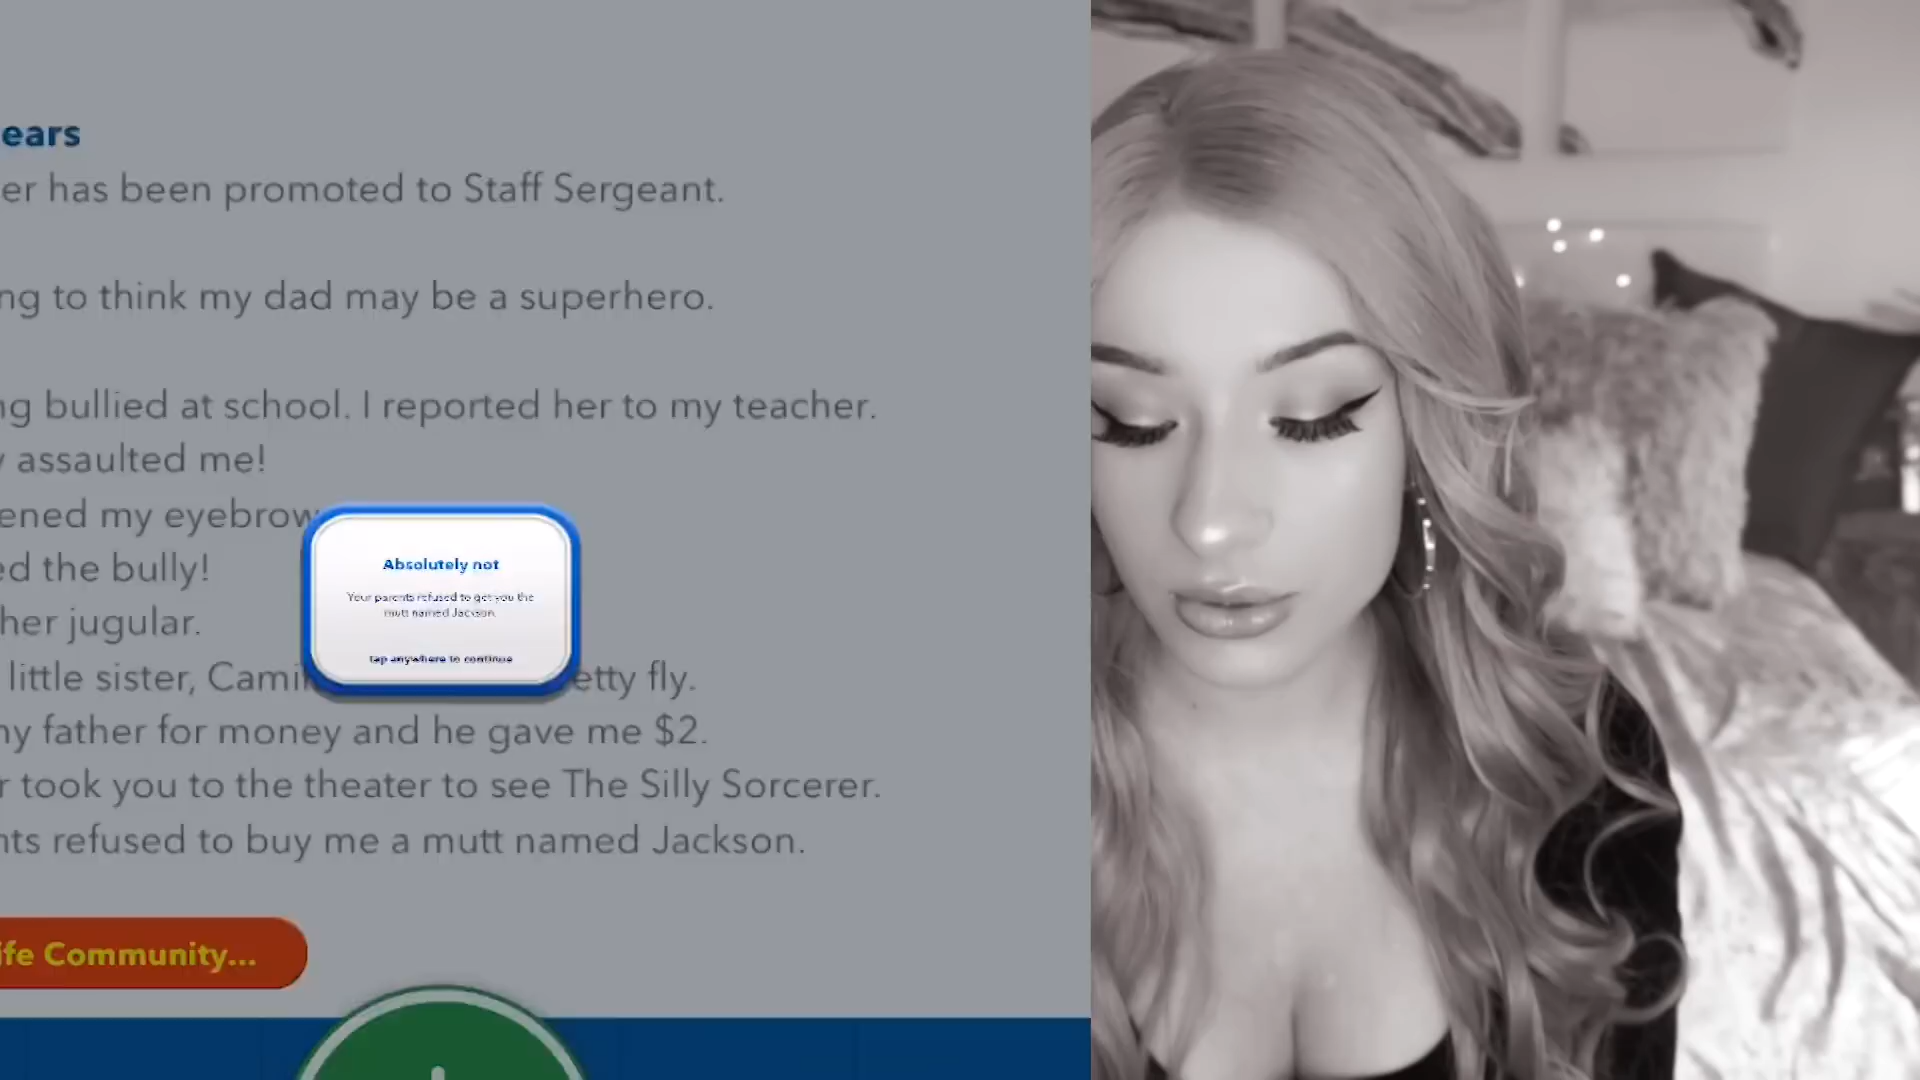 ears
er has been promoted to Staff Sergeant.
ng to think my dad may be a superhero.
ng bullied at school. I reported her to my teacher.
y assaulted me!
ened my eyebrow
ed the bully!
her jugular.
little sister, Cami
etty fly.
ny father for money and he gave me $2.
r took you to the theater to see The Silly Sorcerer.
nts refused to buy me a mutt named Jackson.
Absolutely not
Your parents refused to get you the
mutt named Jackson.
tap anywhere to continue
ife Community...